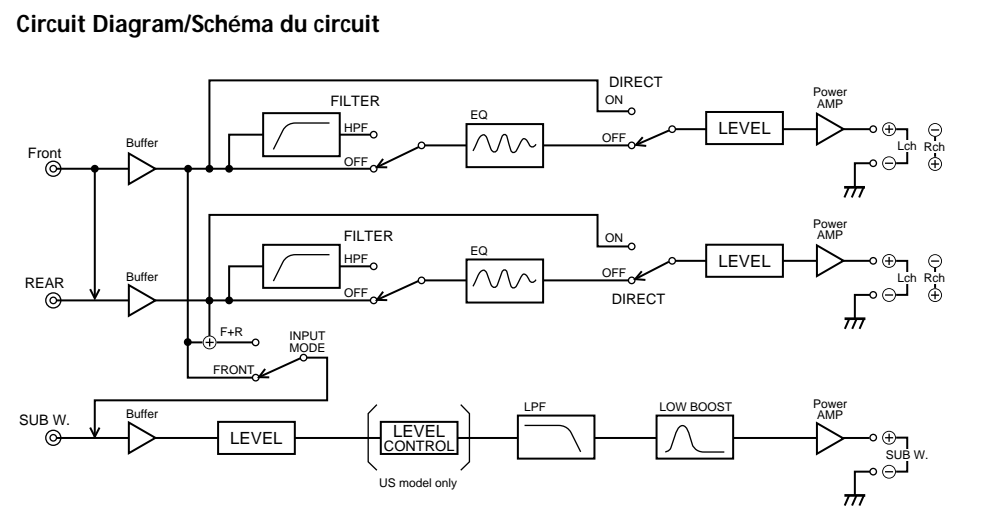 Circuit Diagram/Schéma du circuit
DIRECT
ON
Power
AMP
FILTER
HPF
EQ
OFF
OFF
LEVEL
Front
Buffer
Lch
Rch
ON
Power
AMP
FILTER
HPF
EQ
OFF
OFF
LEVEL
DIRECT
REAR
Buffer
Lch
Rch
F+R
INPUT
MODE
FRONT
SUB W.
Buffer
LEVEL
LEVEL
CONTROL
US model only
LPF
LOW BOOST
Power
AMP
SUB W.